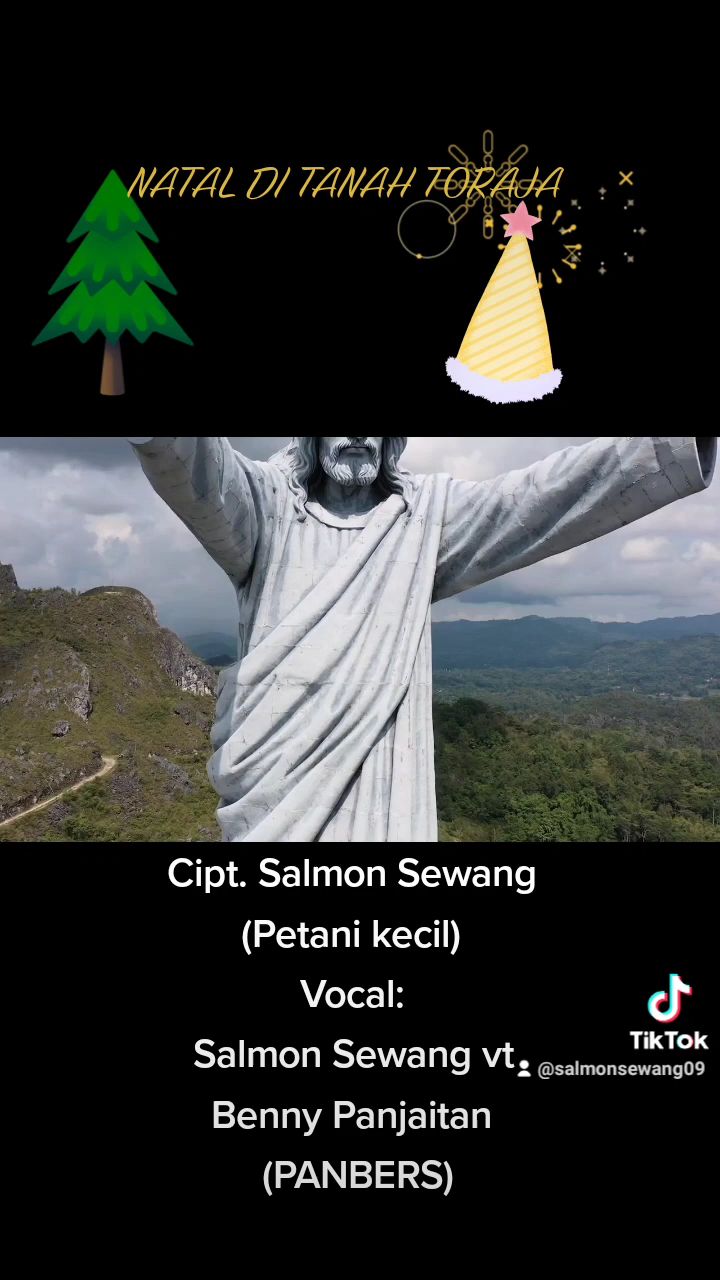 NATAL DI TANAH TORAJA
Cipt. Salmon Sewang
(Petani kecil)
Vocal:
Salmon Sewang vt
Benny Panjaitan
(PANBERS)
TikTok
@salmonsewang09